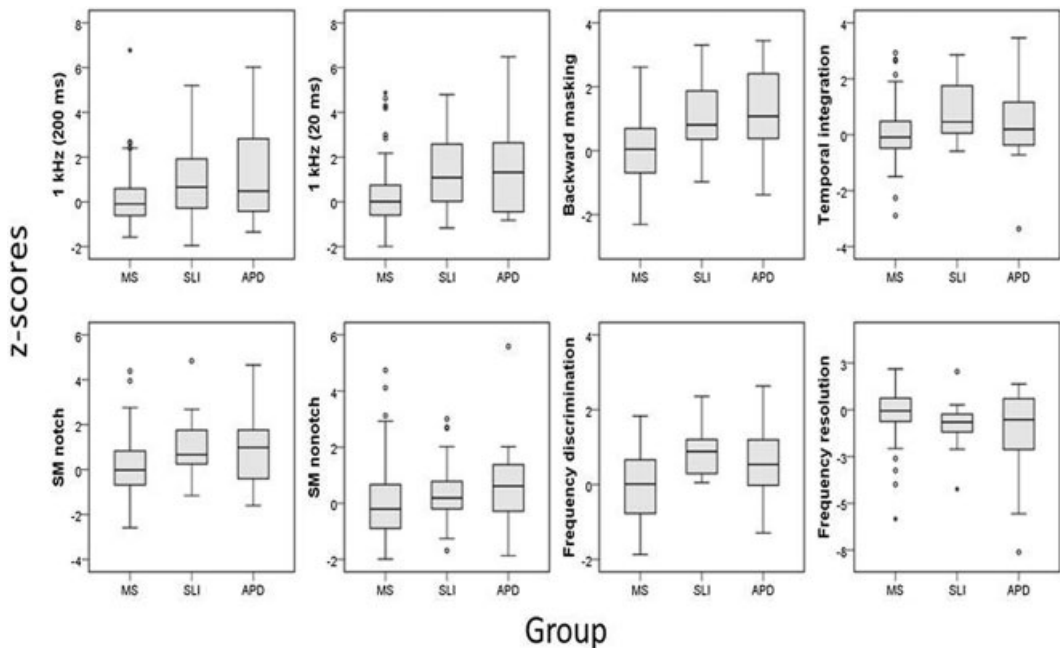 z-scores
1 kHz (200 ms)
8
6
4
2
0
-2
MS SLI APD
1 kHz (20 ms)
8
6
4
2
0
-2
MS SLI APD
Backward masking
4
2
0
-2
MS SLI APD
Temporal integration
4
2
0
-2
-4
MS SLI APD
SM notch
6
4
2
0
-2
-4
MS SLI APD
SM nonotch
6
4
2
0
-2
MS SLI APD
Frequency discrimination
4
2
0
-2
MS SLI APD
Frequency resolution
3
0
-3
-5
-8
MS SLI APD
Group